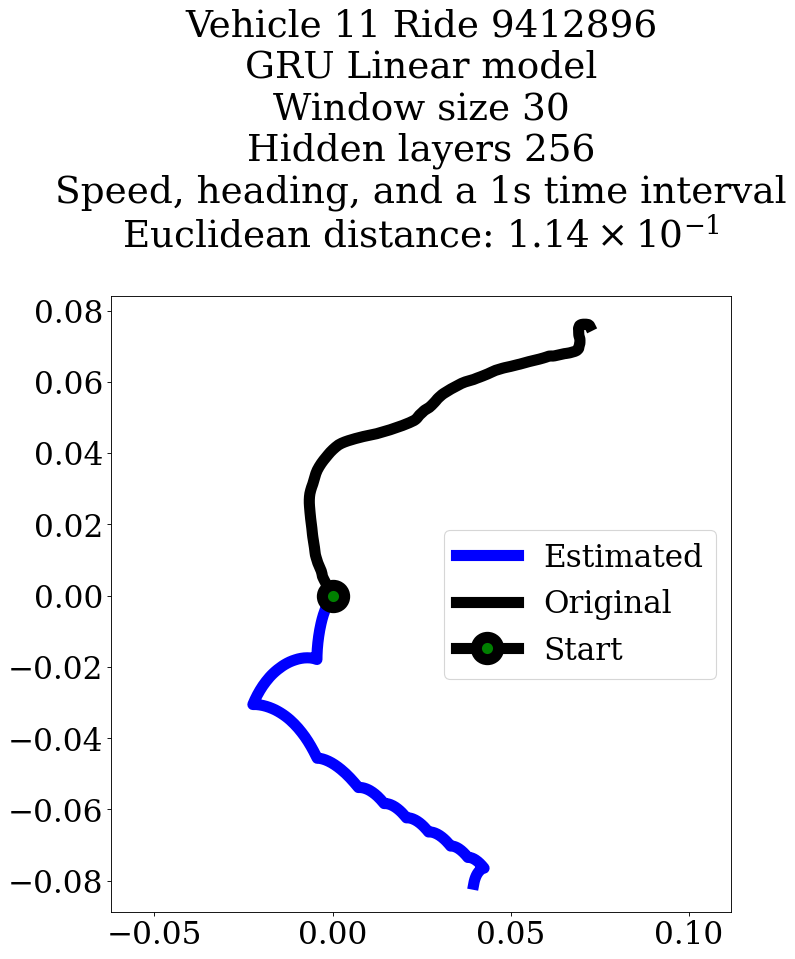 Vehicle 11 Ride 9412896
GRU Linear model
Window size 30
Hidden layers 256
Speed, heading, and a 1s time interval
Euclidean distance: 1.14 × 10⁻¹
0.08
0.06
0.04
0.02
0.00
−0.02
−0.04
−0.06
−0.08
Estimated
Original
Start
−0.05 0.00 0.05 0.10